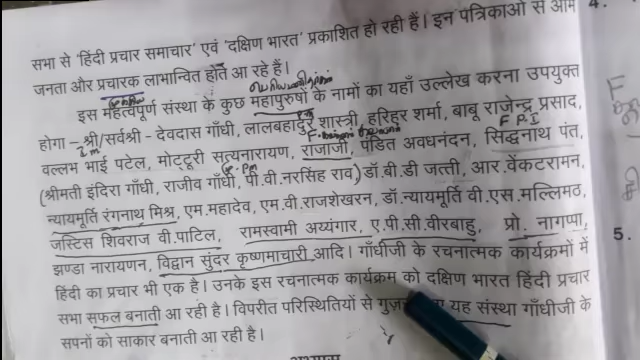 सभा से 'हिंदी प्रचार समाचार' एवं 'दक्षिण भारत' प्रकाशित हो रही हैं। इन पत्रिकाओं से आम
जनता और प्रचारक लाभान्वित होते आ रहे हैं।
इस महत्वपूर्ण संस्था के कुछ महापुरुषों के नामों का यहाँ उल्लेख करना उपयुक्त
होगा – श्री/सर्वश्री - देवदास गाँधी, लालबहादुर शास्त्री, हरिहर शर्मा, बाबू राजेन्द्र प्रसाद,
वल्लभ भाई पटेल, मोट्टूरी सत्यनारायण, राजाजी, पंडित अवधनंदन, सिद्धनाथ पंत,
(श्रीमती इंदिरा गाँधी, राजीव गाँधी, पी.वी.नरसिंह राव) डॉ.बी.डी जत्ती, आर.वेंकटरामन,
न्यायमूर्ति रंगनाथ मिश्र, एम.महादेव, एम.वी.राजशेखरन, डॉ.न्यायमूर्ति वी.एस.मल्लिमठ,
जस्टिस शिवराज वी.पाटिल, रामस्वामी अय्यंगार, ए.पी.सी.वीरबाहु, प्रो. नागप्पा,
झण्डा नारायणन, विद्वान सुंदर कृष्णमाचारी आदि। गाँधीजी के रचनात्मक कार्यक्रमों में
हिंदी का प्रचार भी एक है। उनके इस रचनात्मक कार्यक्रम को दक्षिण भारत हिंदी प्रचार
सभा सफल बनाती आ रही है। विपरीत परिस्थितियों से यह संस्था गाँधीजी के
सपनों को साकार बनाती आ रही है।
4.
5.